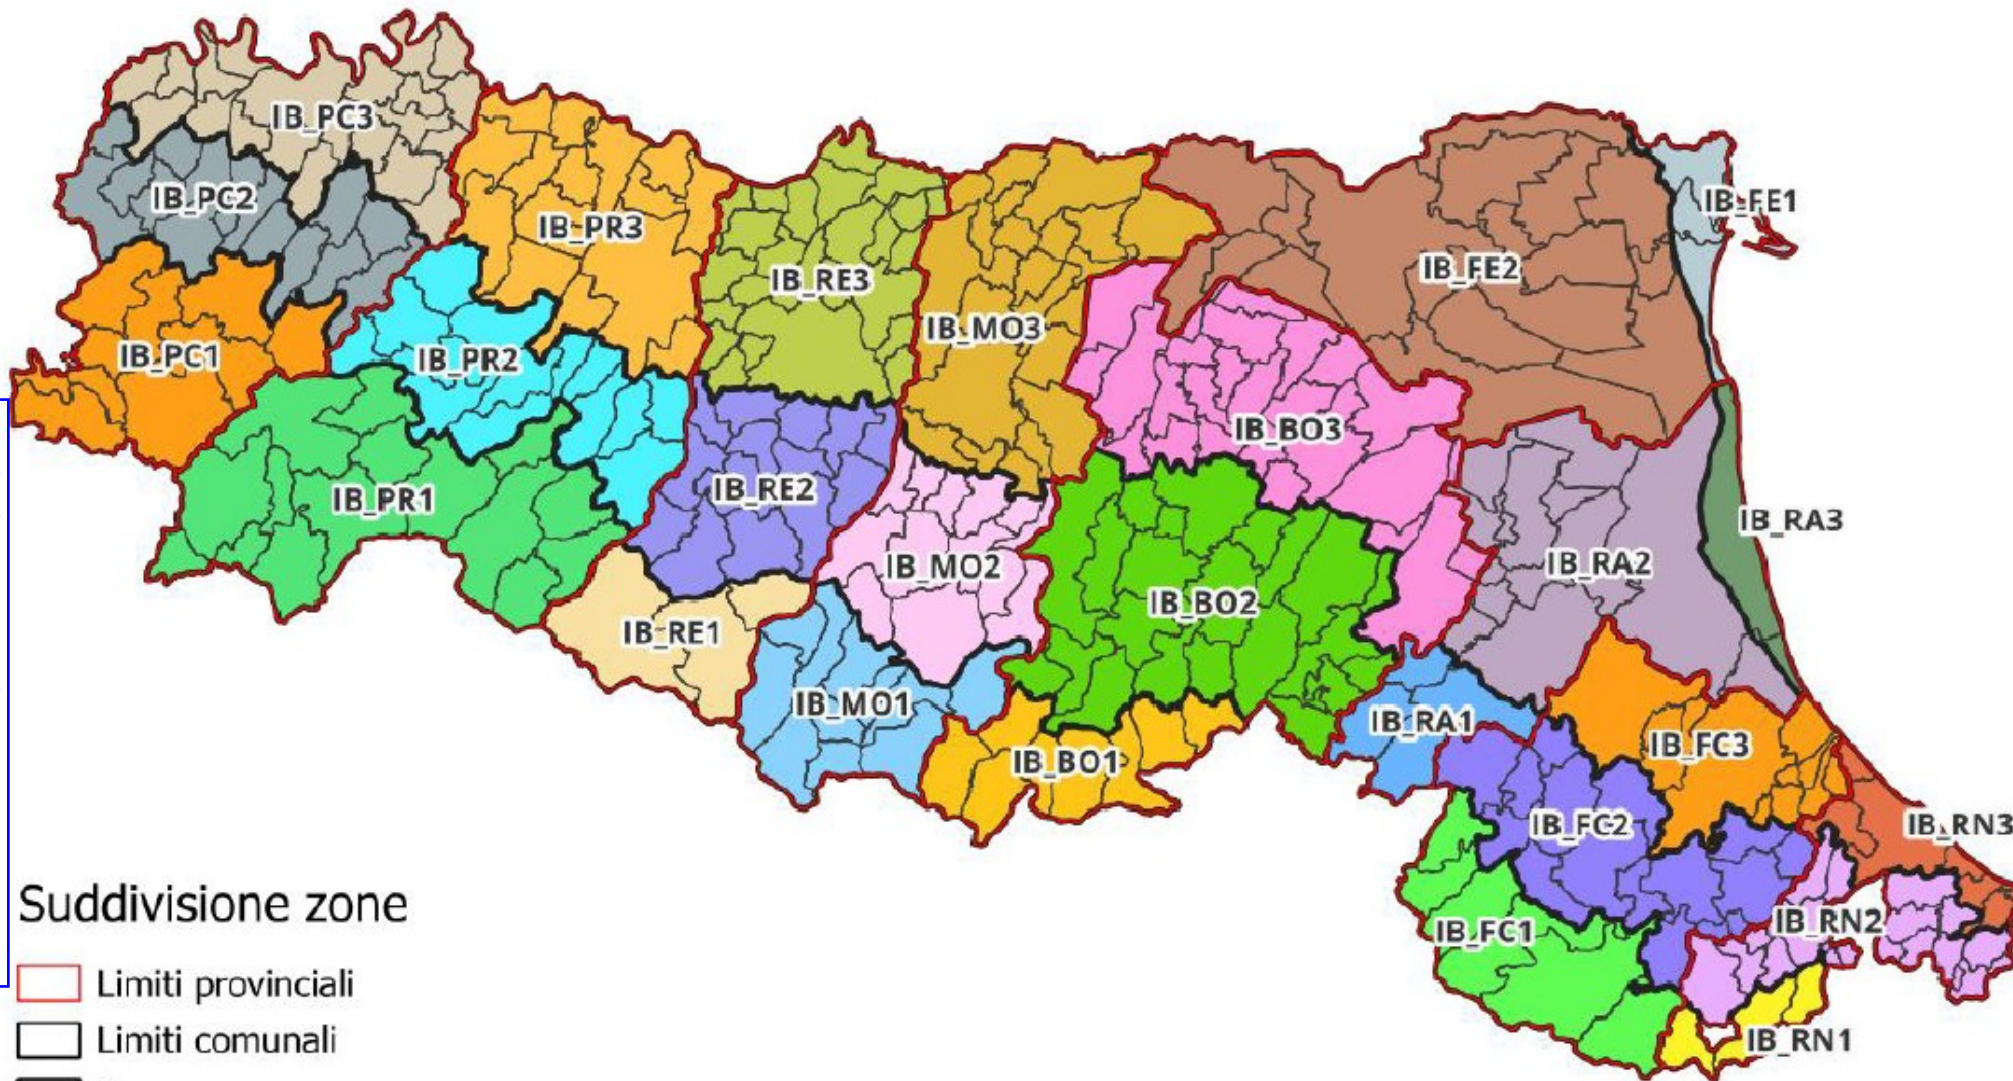 IB_PC3
IB_PC2
IB_FE1
IB_PR3
IB_FE2
IB_RE3
IB_MO3
IB_PC1
IB_PR2
IB_BO3
IB_RE2
IB_PR1
IB_RA3
IB_RA2
IB_MO2
IB_BO2
IB_RE1
IB_MO1
IB_RA1
IB_FC3
IB_BO1
IB_FC2
IB_RN3
IB_RN2
IB_FC1
IB_RN1
Suddivisione zone
Limiti provinciali
Limiti comunali